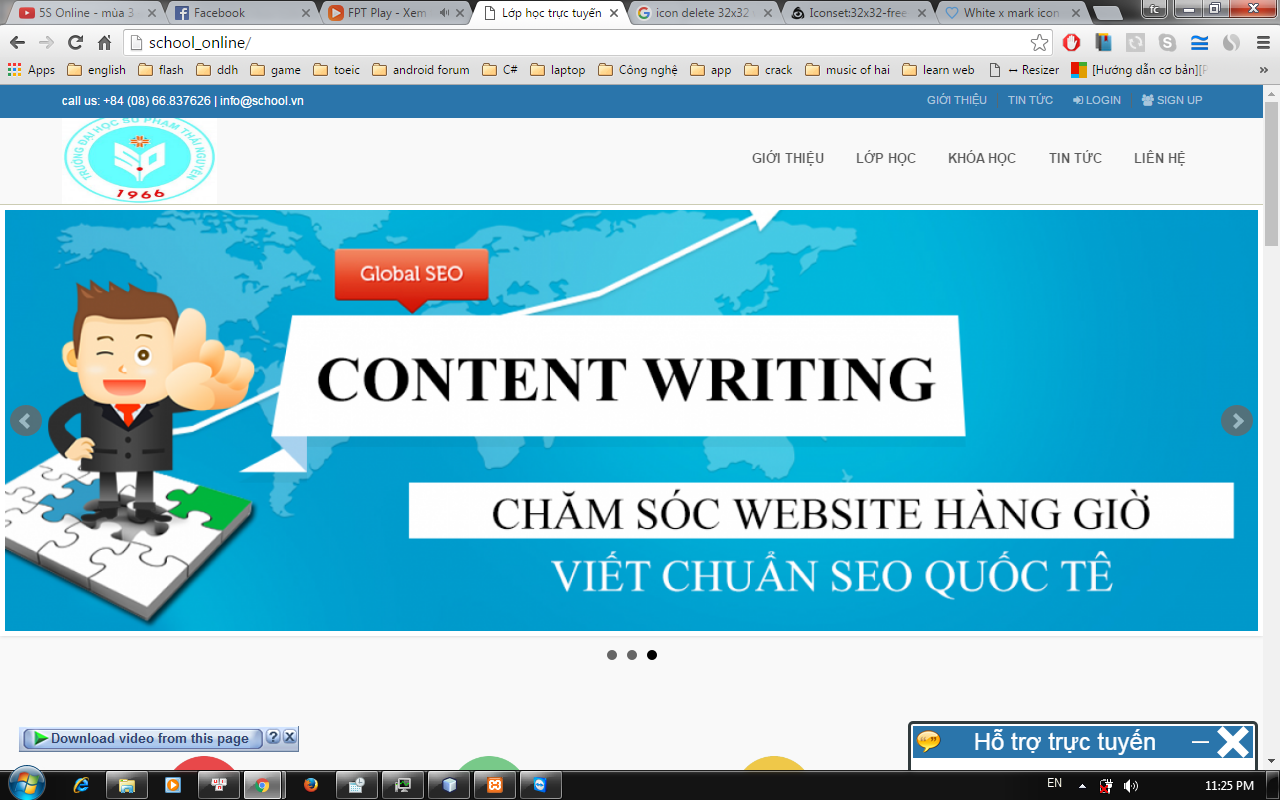 5S Online - mùa 3
Facebook
FPT Play - Xem
Lớp học trực tuyến
icon delete 32x32
Iconset:32x32-free
White x mark icon
fc
school_online/
Apps
english
flash
ddh
game
toeic
android forum
C#
laptop
Công nghệ
app
crack
music of hai
learn web
↔ Resizer
[Hướng dẫn cơ bản][P
»
call us: +84 (08) 66.837626 | info@school.vn
GIỚI THIỆU
TIN TỨC
LOGIN
SIGN UP
TRƯỜNG ĐẠI HỌC SƯ PHẠM THÁI NGUYÊN
1966
GIỚI THIỆU
LỚP HỌC
KHÓA HỌC
TIN TỨC
LIÊN HỆ
Global SEO
CONTENT WRITING
CHĂM SÓC WEBSITE HÀNG GIỜ
VIẾT CHUẨN SEO QUỐC TẾ
Download video from this page
?
X
Hỗ trợ trực tuyến
EN
11:25 PM